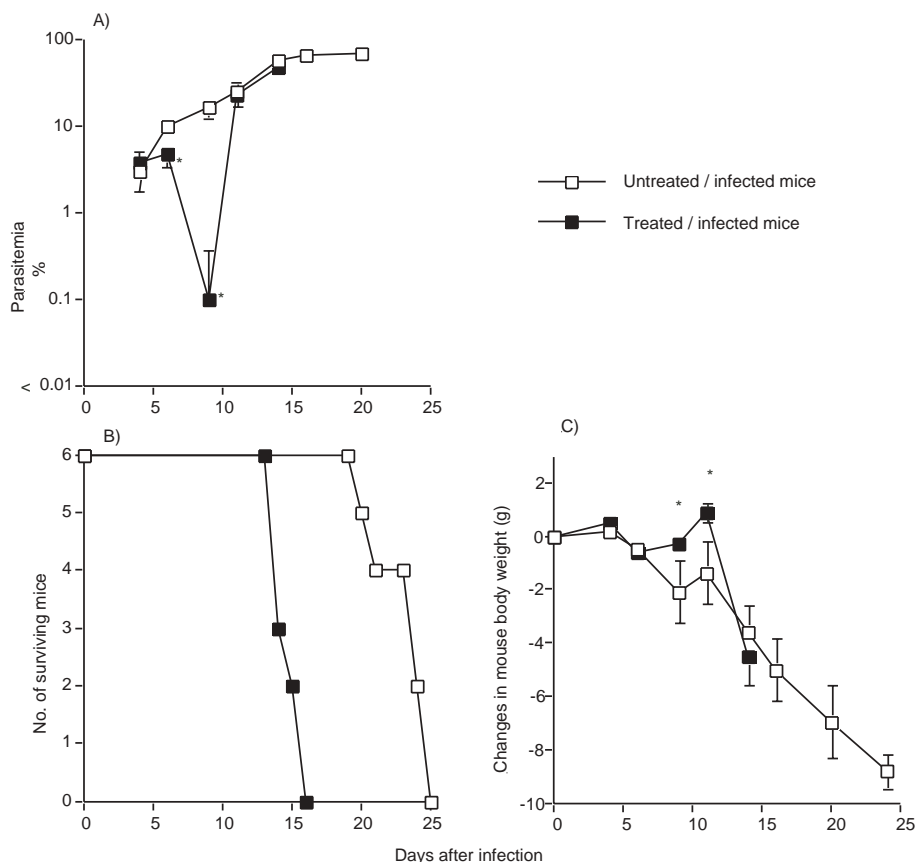 A)
100
10
1
0.1
< 0.01
Parasitemia
%
0 5 10 15 20 25
*
*
Untreated / infected mice
Treated / infected mice
B)
6
5
4
3
2
1
0
No. of surviving mice
0 5 10 15 20 25
C)
2
0
-2
-4
-6
-8
-10
Changes in mouse body weight (g)
*
*
0 5 10 15 20 25
Days after infection